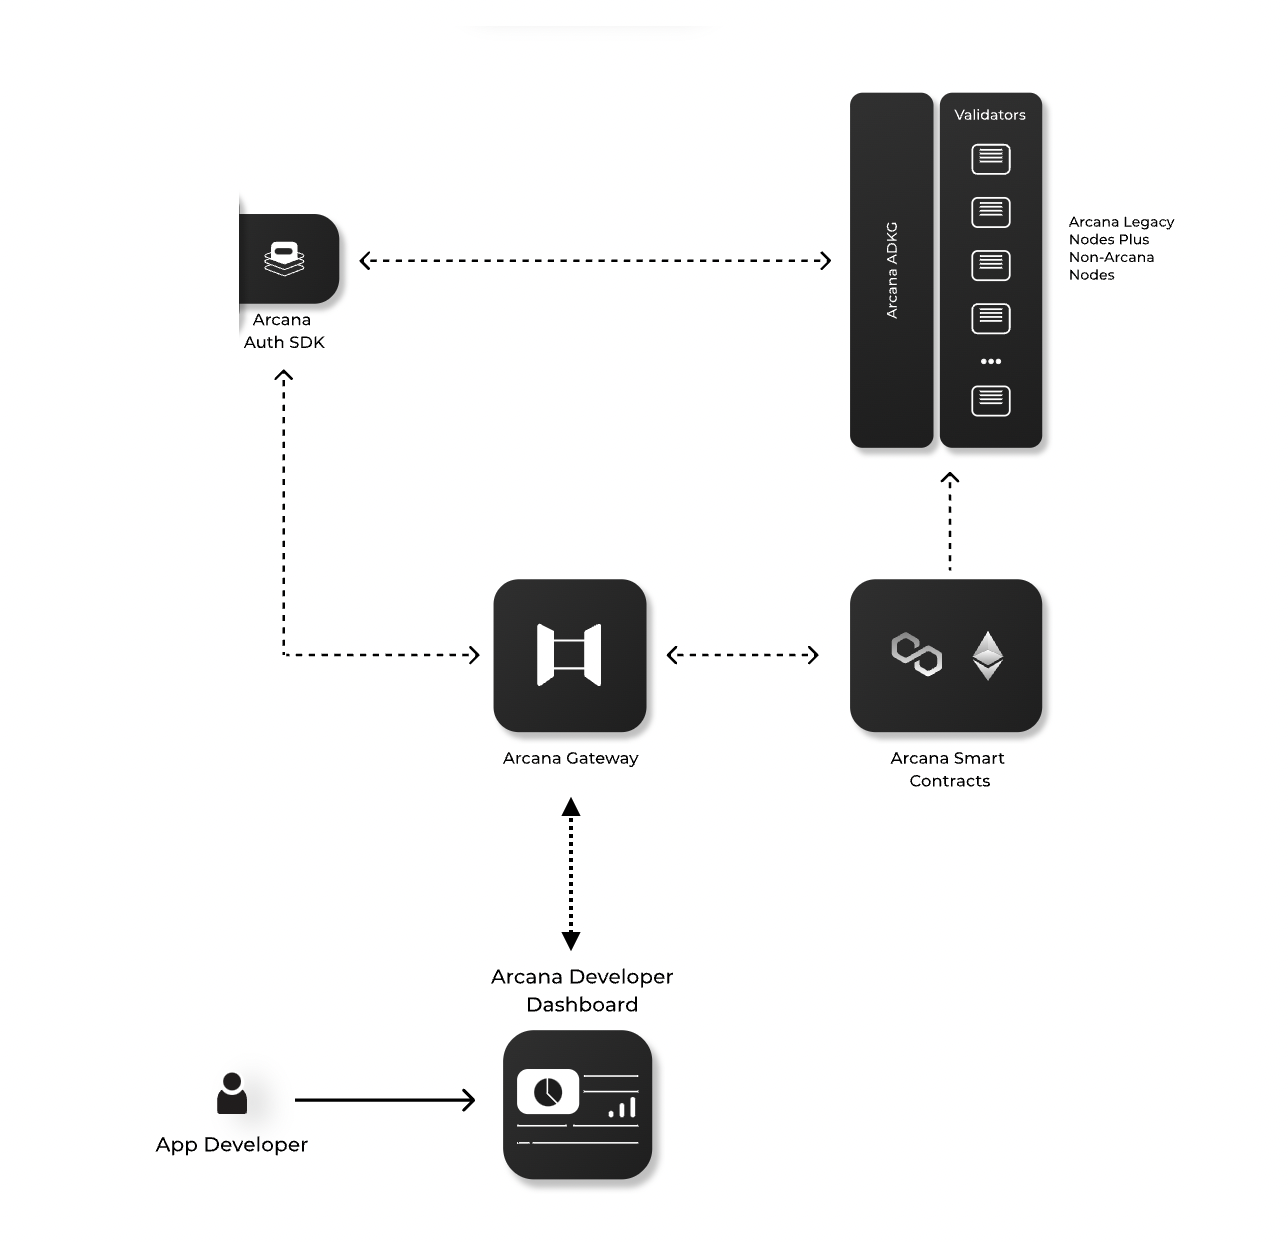 Validators
Arcana ADKG
Arcana Legacy
Nodes Plus
Non-Arcana
Nodes
Arcana
Auth SDK
Arcana Gateway
Arcana Smart
Contracts
Arcana Developer
Dashboard
App Developer